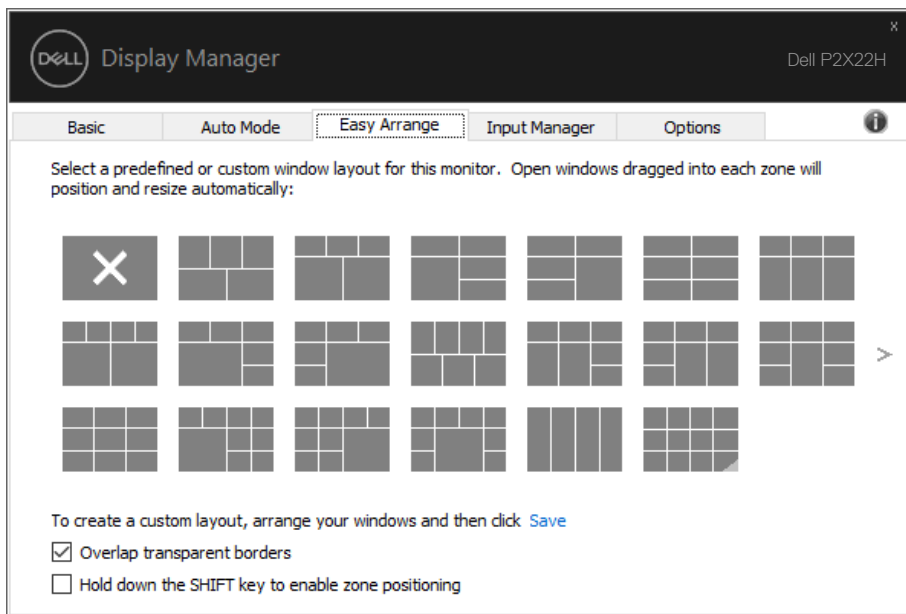 x
DELL Display Manager
Dell P2X22H
Basic Auto Mode Easy Arrange Input Manager Options i
Select a predefined or custom window layout for this monitor. Open windows dragged into each zone will
position and resize automatically:
>
To create a custom layout, arrange your windows and then click Save
Overlap transparent borders
Hold down the SHIFT key to enable zone positioning